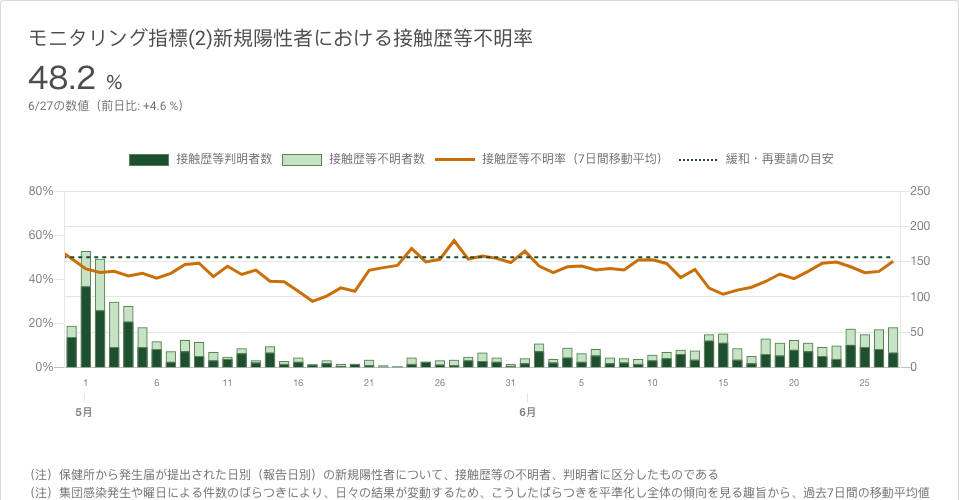 モニタリング指標(2)新規陽性者における接触歴等不明率
48.2 %
6/27の数値（前日比: +4.6 %）
接触歴等判明者数 接触歴等不明者数 接触歴等不明率（7日間移動平均） 緩和・再要請の目安
80% 250
200
60%
150
40%
100
20%
50
0% 0
1 6 11 16 21 26 31 5 10 15 20 25
5月 6月
（注）保健所から発生届が提出された日別（報告日別）の新規陽性者について、接触歴等の不明者、判明者に区分したものである
（注）集団感染発生や曜日による件数のばらつきにより、日々の結果が変動するため、こうしたばらつきを平準化し全体の傾向を見る趣旨から、過去7日間の移動平均値